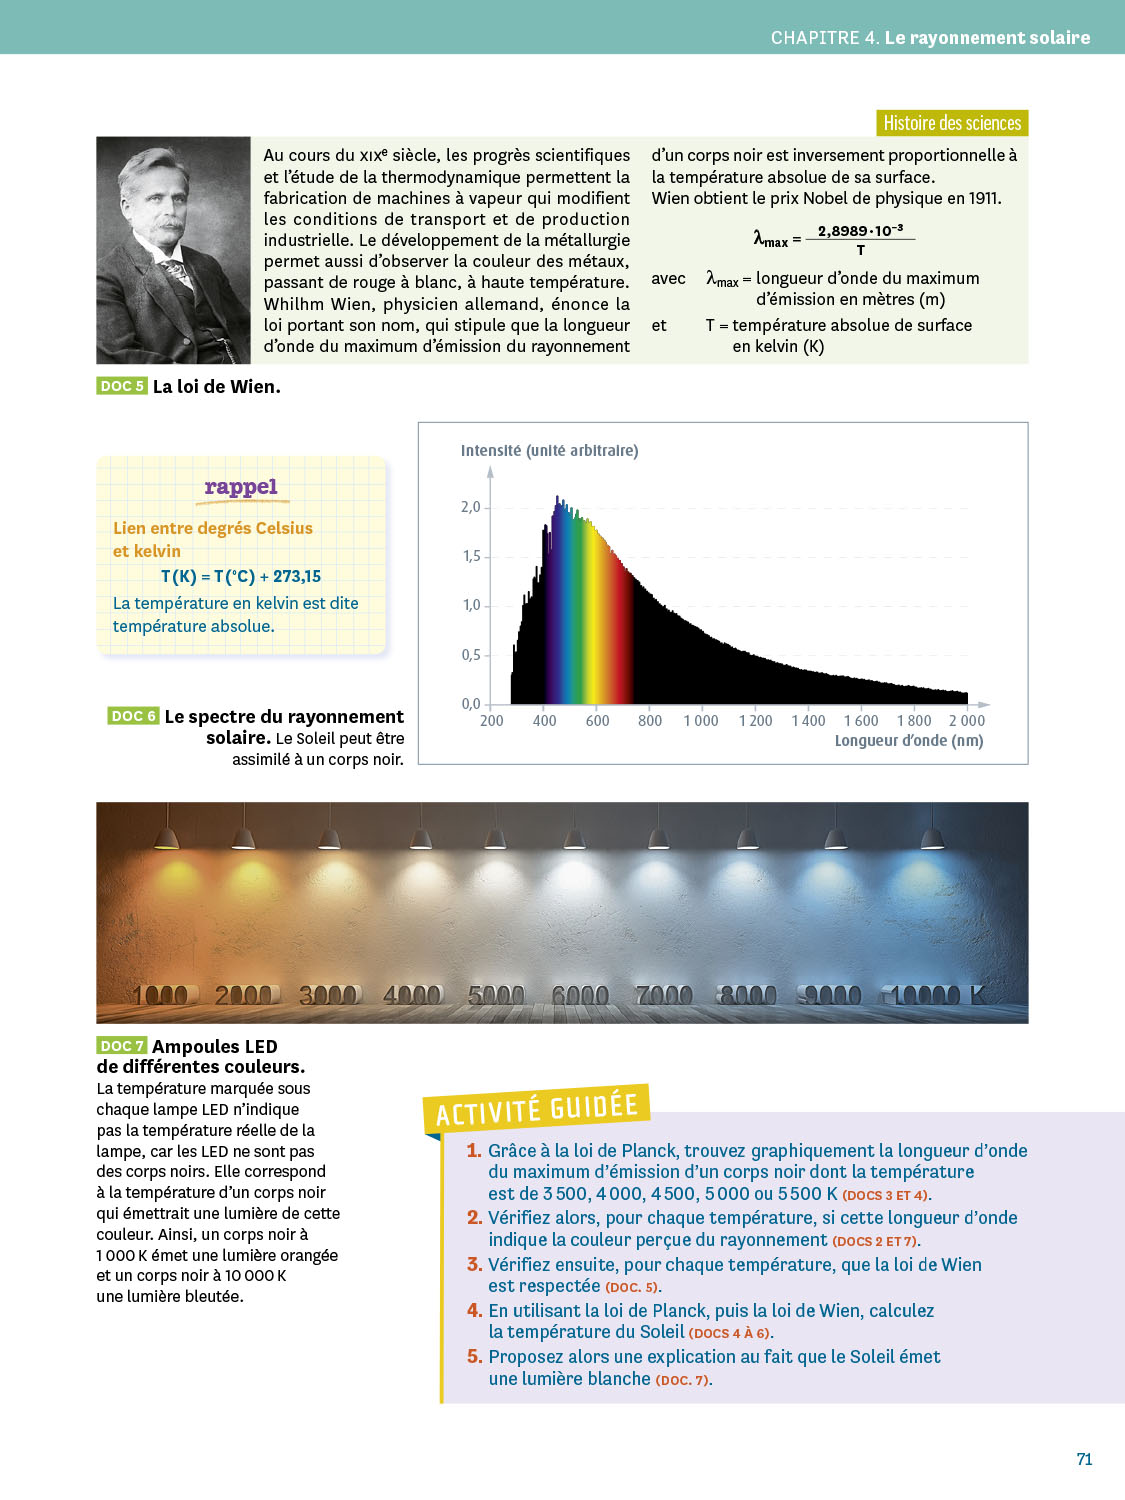 CHAPITRE 4. Le rayonnement solaire
Histoire des sciences
Au cours du XIXe siècle, les progrès scientifiques
et l'étude de la thermodynamique permettent la
fabrication de machines à vapeur qui modifient
les conditions de transport et de production
industrielle. Le développement de la métallurgie
permet aussi d'observer la couleur des métaux,
passant de rouge à blanc, à haute température.
Whilhm Wien, physicien allemand, énonce la
loi portant son nom, qui stipule que la longueur
d'onde du maximum d'émission du rayonnement
d'un corps noir est inversement proportionnelle à
la température absolue de sa surface.
Wien obtient le prix Nobel de physique en 1911.
λmax = 2,8989·10⁻³ / T
avec λmax = longueur d'onde du maximum
d'émission en mètres (m)
et T = température absolue de surface
en kelvin (K)
DOC 5 La loi de Wien.
rappel
Lien entre degrés Celsius
et kelvin
T(K) = T(°C) + 273,15
La température en kelvin est dite
température absolue.
DOC 6 Le spectre du rayonnement
solaire. Le Soleil peut être
assimilé à un corps noir.
Intensité (unité arbitraire)
2,0
1,5
1,0
0,5
0,0
200 400 600 800 1 000 1 200 1 400 1 600 1 800 2 000
Longueur d'onde (nm)
1000 2000 3000 4000 5000 6000 7000 8000 9000 10000 K
DOC 7 Ampoules LED
de différentes couleurs.
La température marquée sous
chaque lampe LED n'indique
pas la température réelle de la
lampe, car les LED ne sont pas
des corps noirs. Elle correspond
à la température d'un corps noir
qui émettrait une lumière de cette
couleur. Ainsi, un corps noir à
1 000 K émet une lumière orangée
et un corps noir à 10 000 K
une lumière bleutée.
ACTIVITÉ GUIDÉE
1. Grâce à la loi de Planck, trouvez graphiquement la longueur d'onde
du maximum d'émission d'un corps noir dont la température
est de 3 500, 4 000, 4 500, 5 000 ou 5 500 K (DOCS 3 ET 4).
2. Vérifiez alors, pour chaque température, si cette longueur d'onde
indique la couleur perçue du rayonnement (DOCS 2 ET 7).
3. Vérifiez ensuite, pour chaque température, que la loi de Wien
est respectée (DOC. 5).
4. En utilisant la loi de Planck, puis la loi de Wien, calculez
la température du Soleil (DOCS 4 À 6).
5. Proposez alors une explication au fait que le Soleil émet
une lumière blanche (DOC. 7).
71